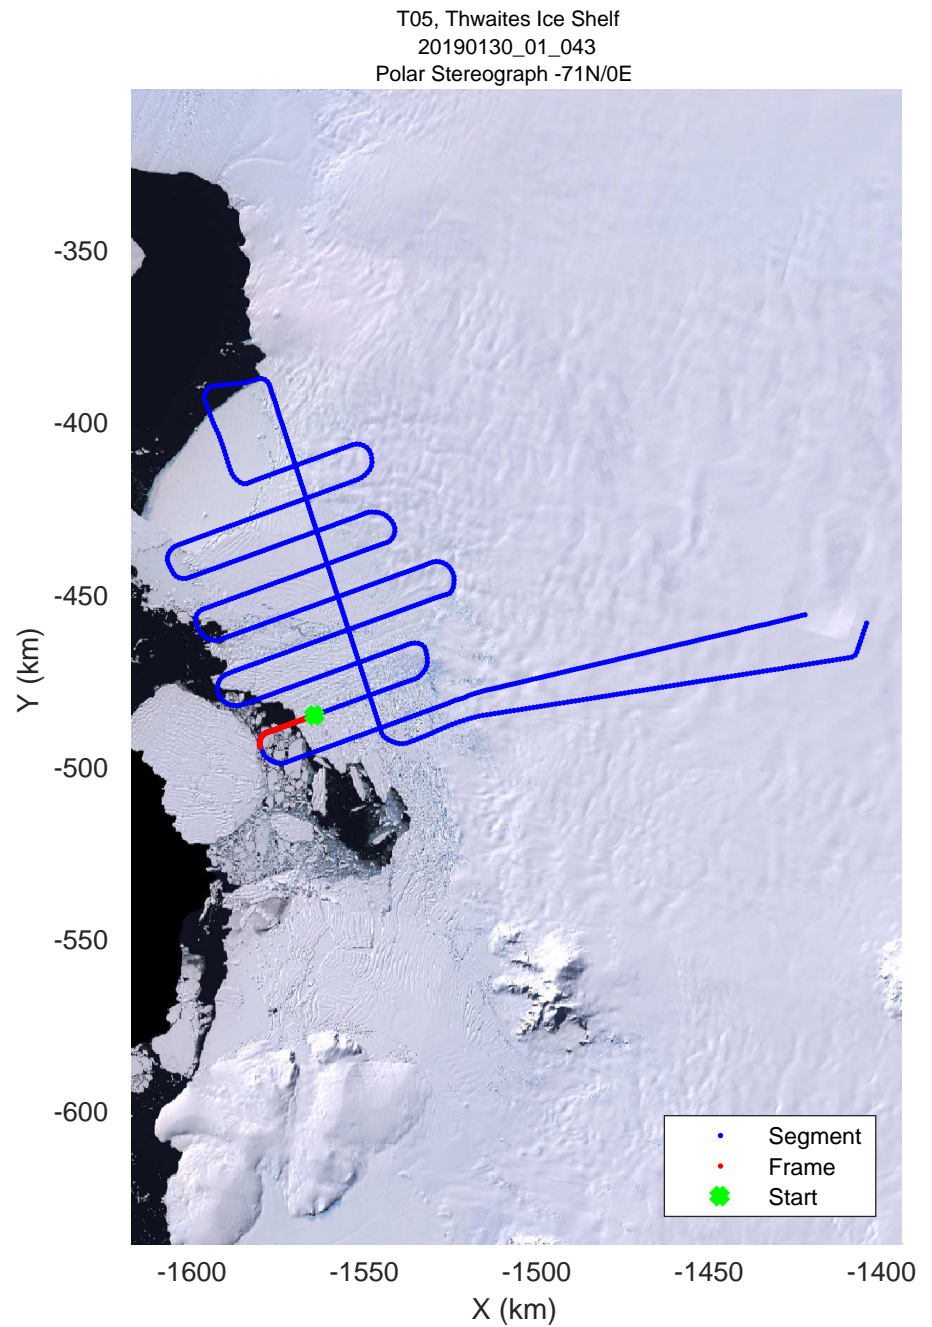 T05, Thwaites Ice Shelf
20190130_01_043
Polar Stereograph -71N/0E
-350
-400
-450
-500
-550
-600
Y (km)
Segment
Frame
Start
-1600
-1550
-1500
-1450
-1400
X (km)